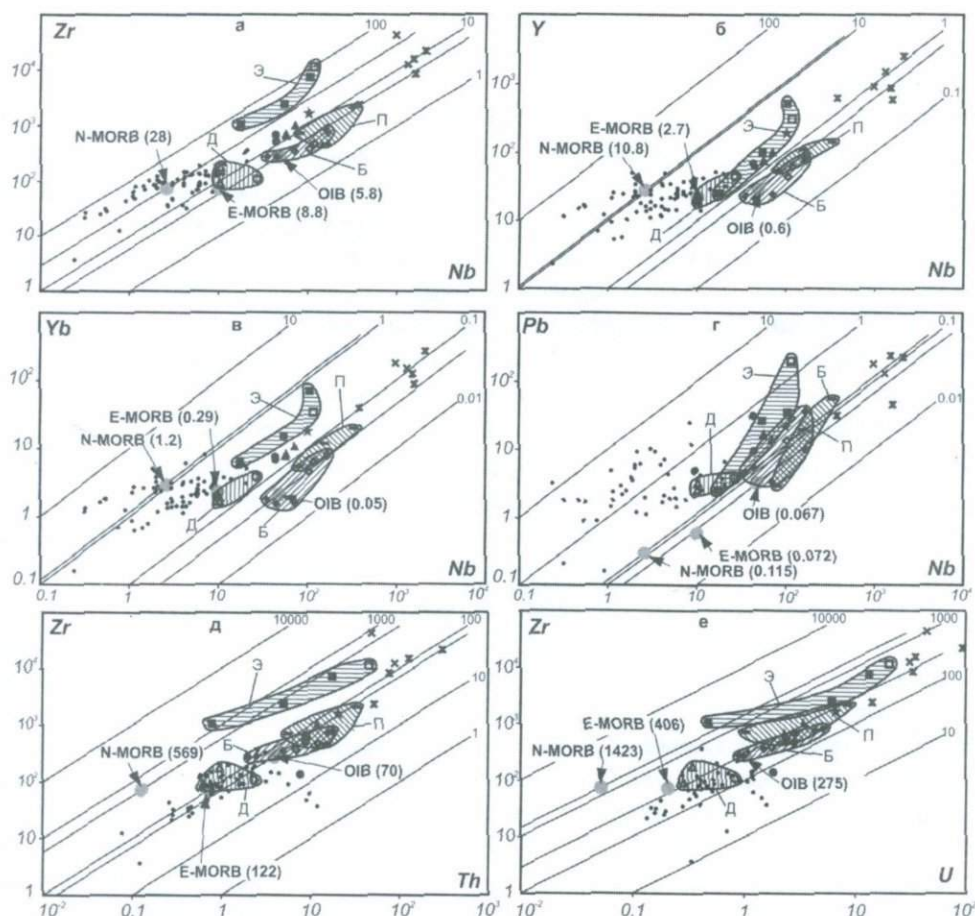 Zr а 100 10
10⁴ Э 1
10³ П
N-MORB (28) Д
10² Б
OIB (5.8)
10 E-MORB (8.8)
1 Nb
Y б 100 10 1
10³ 0.1
E-MORB (2.7) Э П
N-MORB (10.8)
10² Б
10 Д OIB (0.6)
1 Nb
Yb в 10 1 0.1
10² Э П 0.01
E-MORB (0.29)
N-MORB (1.2)
10
1 Д OIB (0.05)
Б
0.1 Nb
0.1 1 10 10² 10³ 10⁴
Pb г 10 1 0.1
10² Э Б 0.01
10 Д П
OIB (0.067)
1 E-MORB (0.072)
N-MORB (0.115)
0.1 Nb
0.1 1 10 10² 10³ 10⁴
Zr д 10000 1000 100
10⁴ Э 10
10³ П 1
N-MORB (569) Б
10² OIB (70)
Д
10
E-MORB (122)
1 Th
10⁻² 0.1 1 10 10² 10³
Zr е 10000 1000
10⁴ Э 100
E-MORB (406)
10³ П 10
N-MORB (1423) Б
10² OIB (275)
Д
10
1 U
10⁻² 0.1 1 10 10²